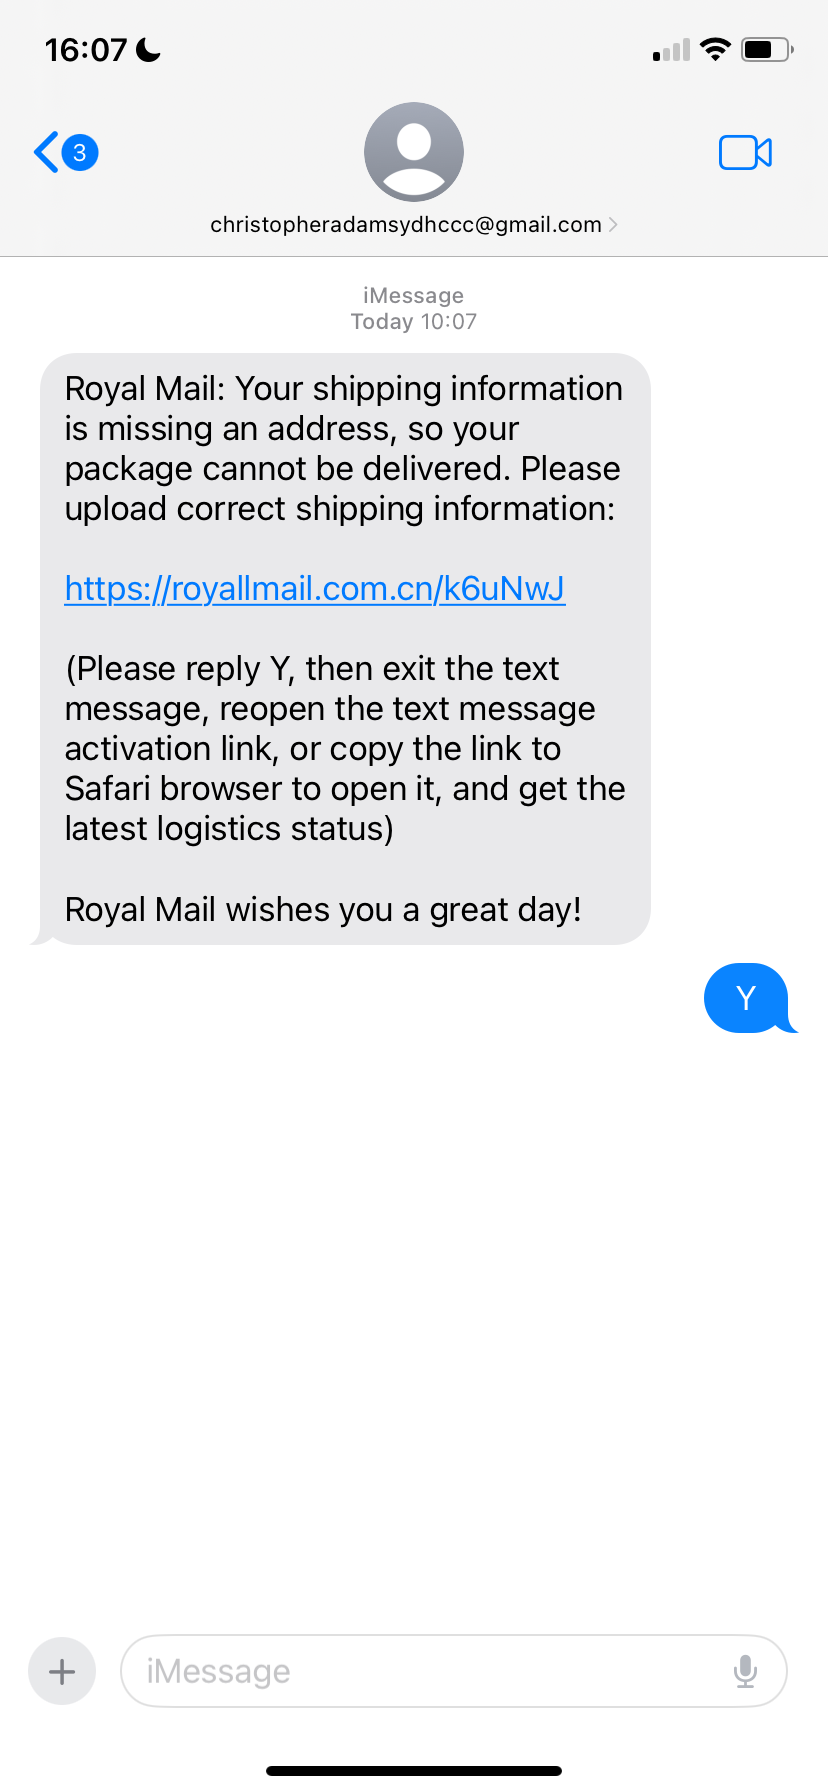 16:07
3
christopheradamsydhccc@gmail.com
iMessage
Today 10:07
Royal Mail: Your shipping information
is missing an address, so your
package cannot be delivered. Please
upload correct shipping information:
https://royallmail.com.cn/k6uNwJ
(Please reply Y, then exit the text
message, reopen the text message
activation link, or copy the link to
Safari browser to open it, and get the
latest logistics status)
Royal Mail wishes you a great day!
Y
iMessage